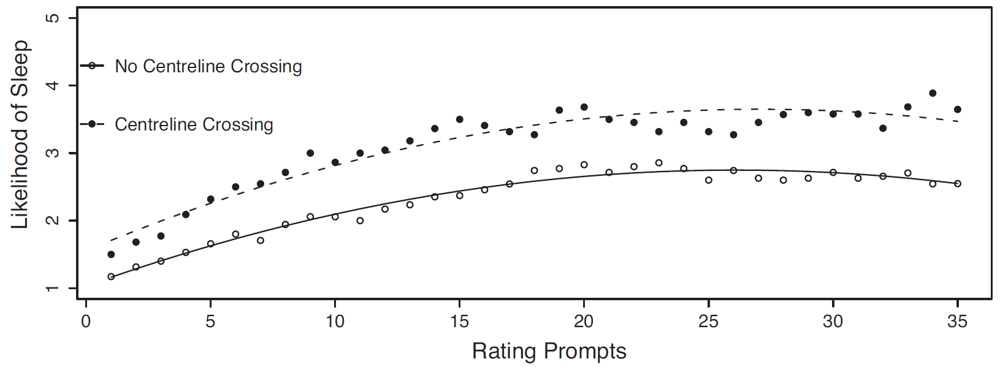 5
4
3
2
1
Likelihood of Sleep
No Centreline Crossing
Centreline Crossing
0 5 10 15 20 25 30 35
Rating Prompts